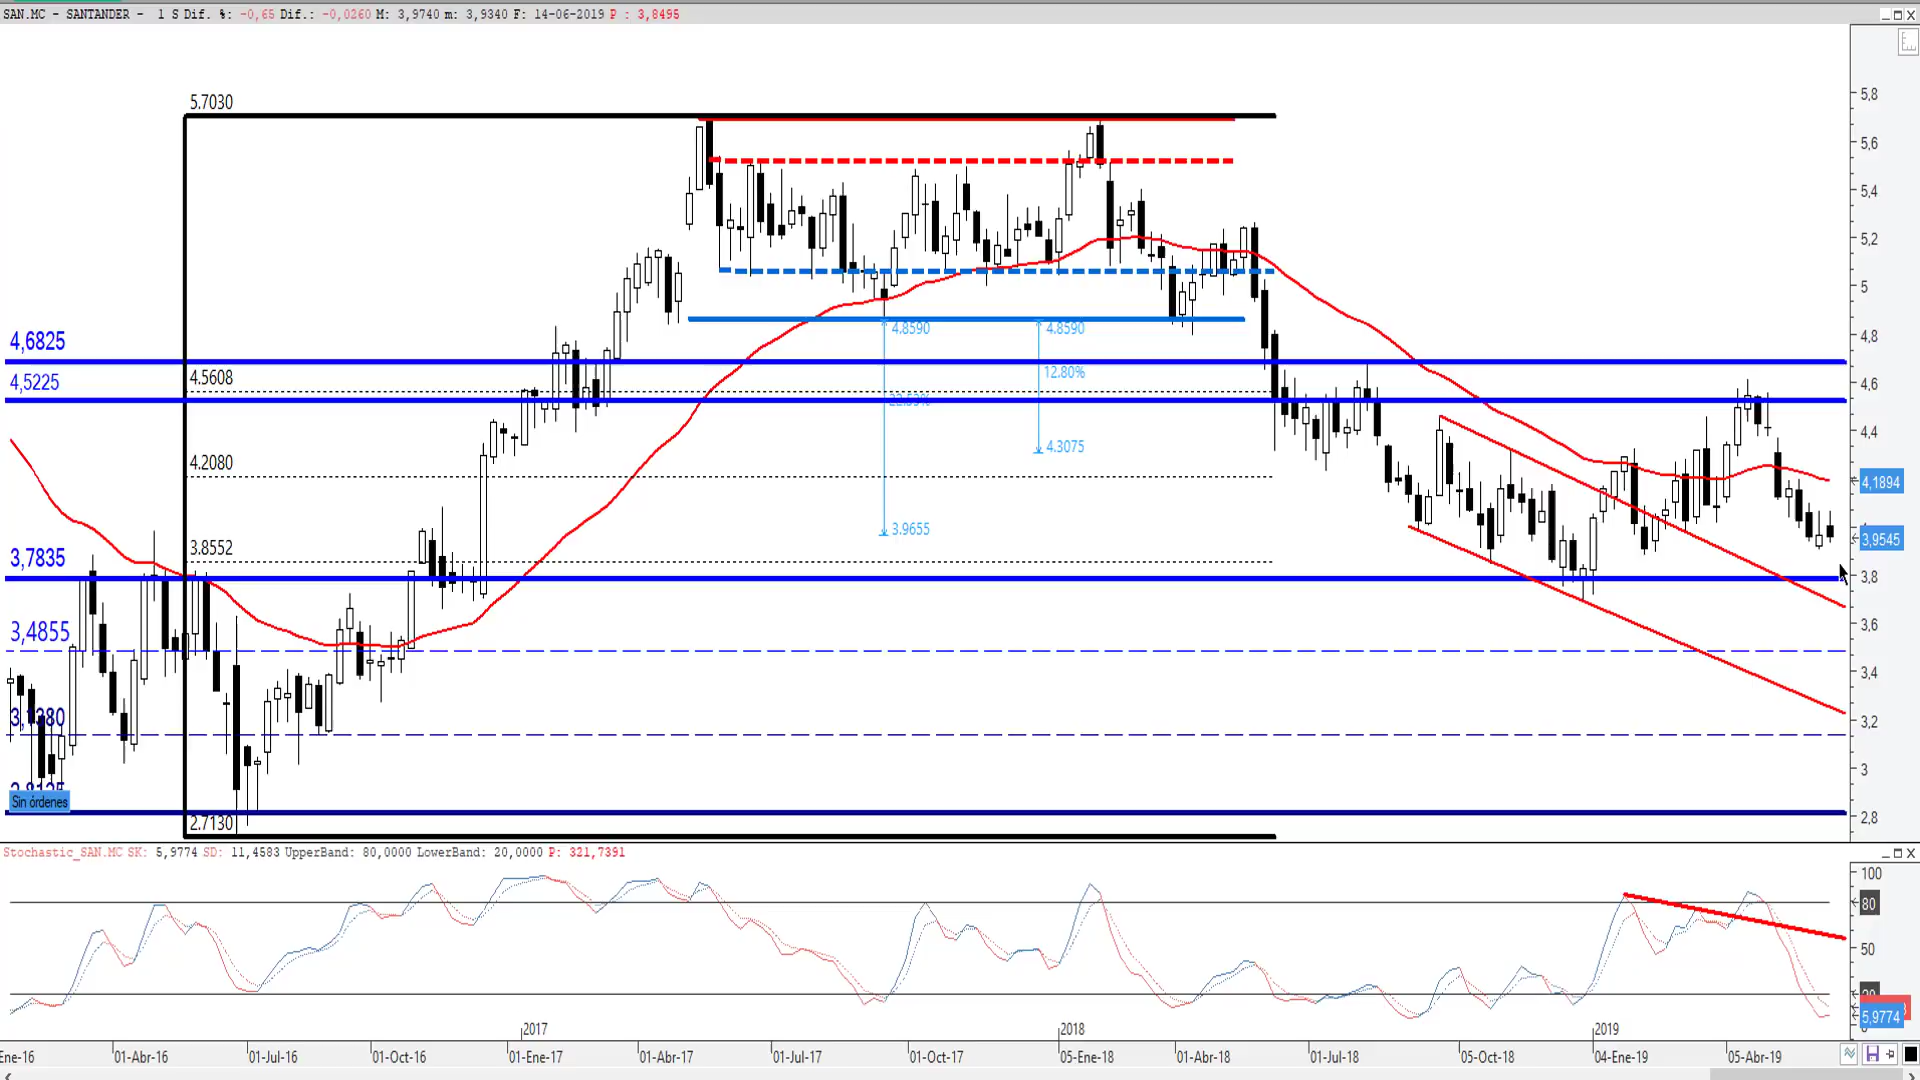 SAN.MC - SANTANDER - 1 S Dif. %: -0,65 Dif.: -0,0260 M: 3,9740 m: 3,9340 F: 14-06-2019 P : 3,8495
5.7030
5,8
5,6
5,4
5,2
5
4,8
4,6
4,4
4,1894
3,9545
3,8
3,6
3,4
3,2
3
2,8
4,6825
4,5225
4.5608
4.2080
3.8552
3,7835
3,4855
2.7130
4.8590
4.8590
12.80%
4.3075
3.9655
Sin órdenes
Stochastic_SAN.MC SK: 5,9774 SD: 11,4583 UpperBand: 80,0000 LowerBand: 20,0000 P: 321,7391
100
80
50
5,9774
2017
2018
2019
Ene-16
01-Abr-16
01-Jul-16
01-Oct-16
01-Ene-17
01-Abr-17
01-Jul-17
01-Oct-17
05-Ene-18
01-Abr-18
01-Jul-18
05-Oct-18
04-Ene-19
05-Abr-19